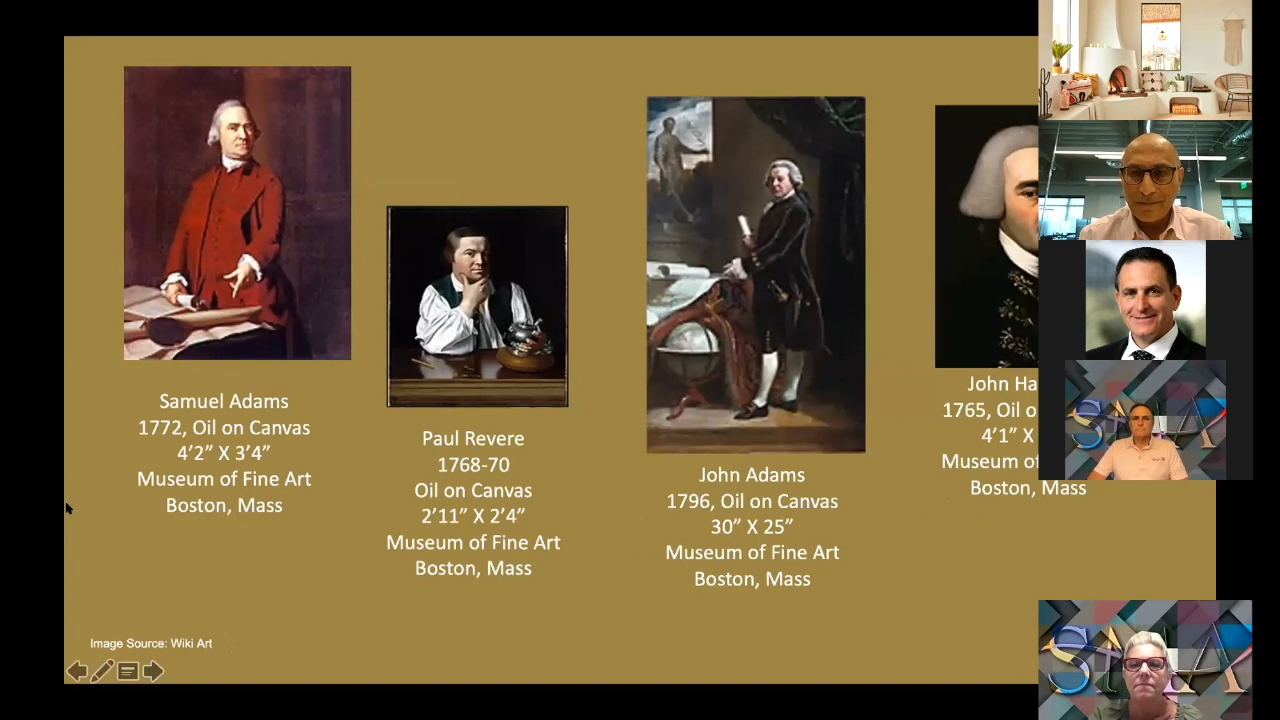 Samuel Adams
1772, Oil on Canvas
4’2” X 3’4”
Museum of Fine Art
Boston, Mass
Paul Revere
1768-70
Oil on Canvas
2’11” X 2’4”
Museum of Fine Art
Boston, Mass
John Adams
1796, Oil on Canvas
30” X 25”
Museum of Fine Art
Boston, Mass
John Ha
1765, Oil o
4’1” X
Museum of
Boston, Mass
Image Source: Wiki Art